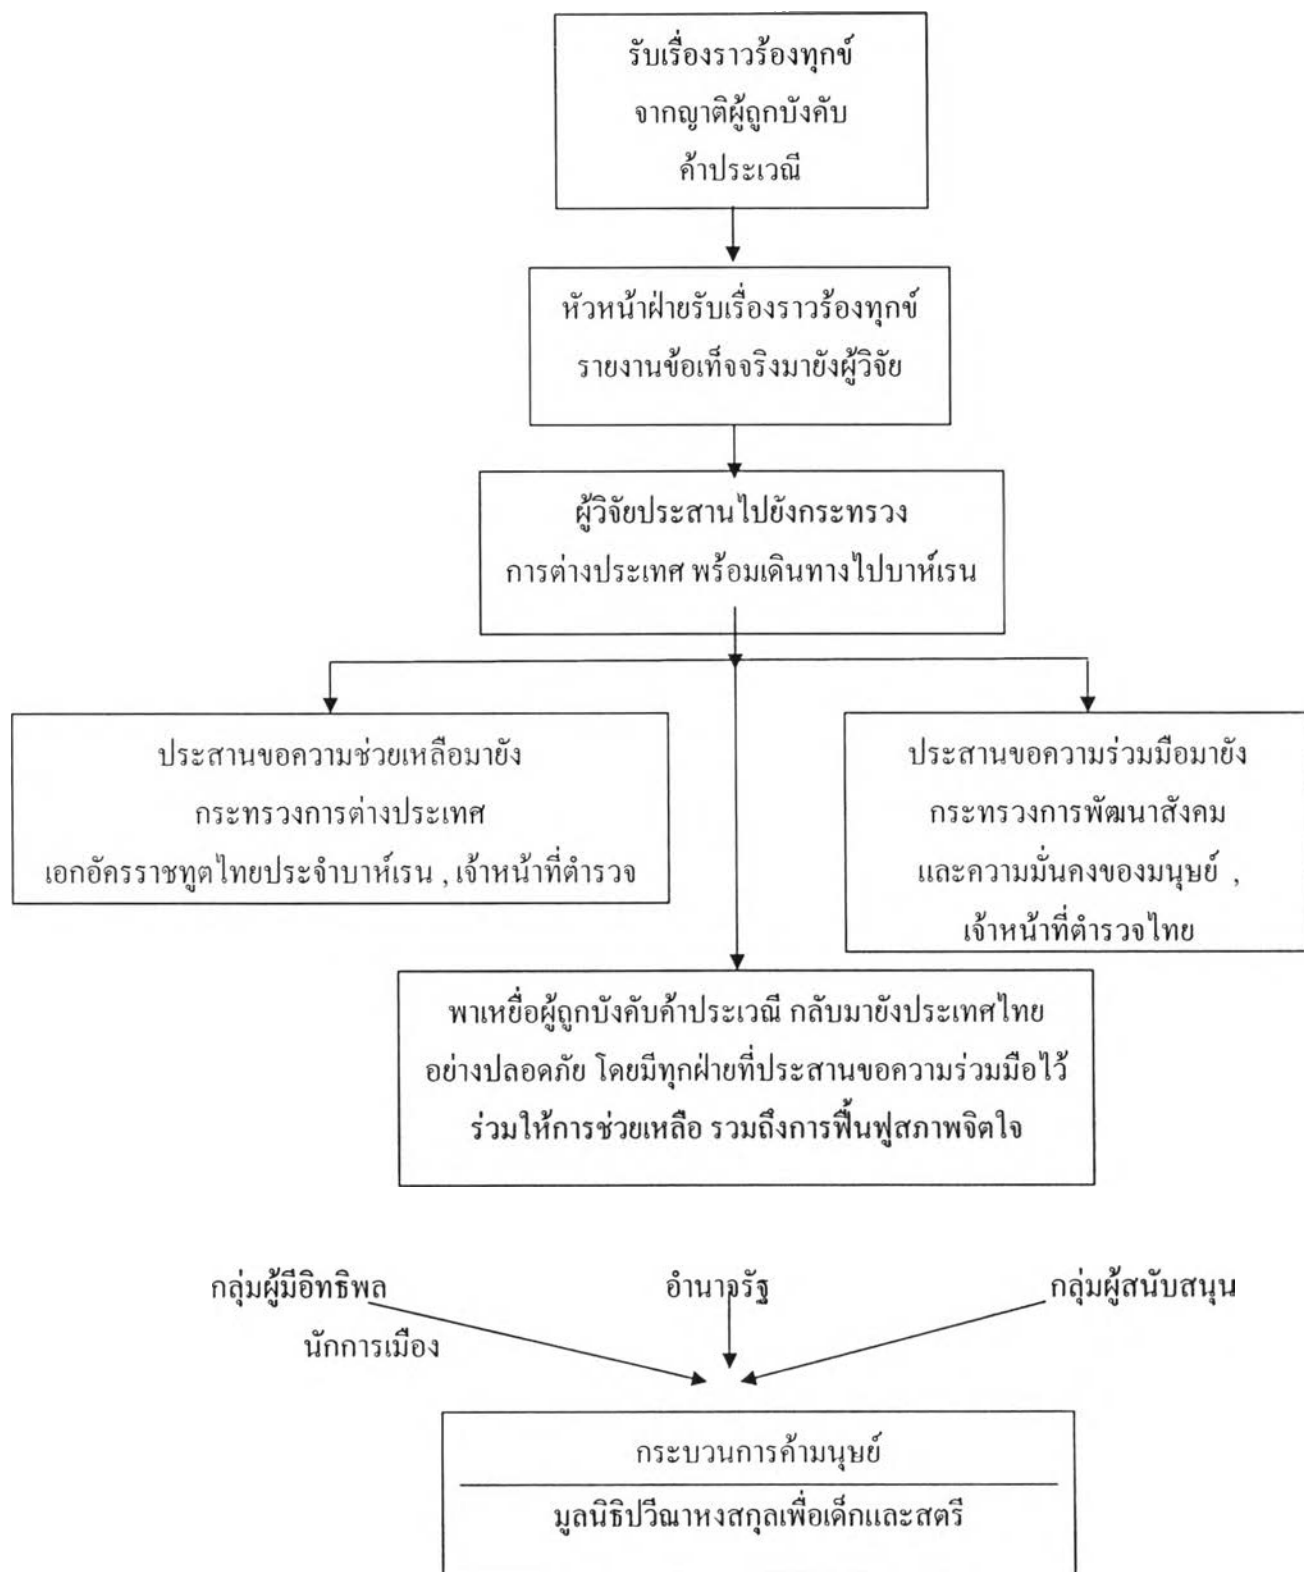 รับเรื่องราวร้องทุกข์
จากญาติผู้ถูกบังคับ
ค้าประเวณี
หัวหน้าฝ่ายรับเรื่องราวร้องทุกข์
รายงานข้อเท็จจริงมายังผู้วิจัย
ผู้วิจัยประสานไปยังกระทรวง
การต่างประเทศ พร้อมเดินทางไปบาห์เรน
ประสานขอความช่วยเหลือมายัง
กระทรวงการต่างประเทศ
เอกอัครราชทูตไทยประจำบาห์เรน , เจ้าหน้าที่ตำรวจ
ประสานขอความร่วมมือมายัง
กระทรวงการพัฒนาสังคม
และความมั่นคงของมนุษย์ ,
เจ้าหน้าที่ตำรวจไทย
พาเหยื่อผู้ถูกบังคับค้าประเวณี กลับมายังประเทศไทย
อย่างปลอดภัย โดยมีทุกฝ่ายที่ประสานขอความร่วมมือไว้
ร่วมให้การช่วยเหลือ รวมถึงการฟื้นฟูสภาพจิตใจ
กลุ่มผู้มีอิทธิพล
นักการเมือง
อำนาจรัฐ
กลุ่มผู้สนับสนุน
กระบวนการค้ามนุษย์
มูลนิธิปวีณาหงสกุลเพื่อเด็กและสตรี